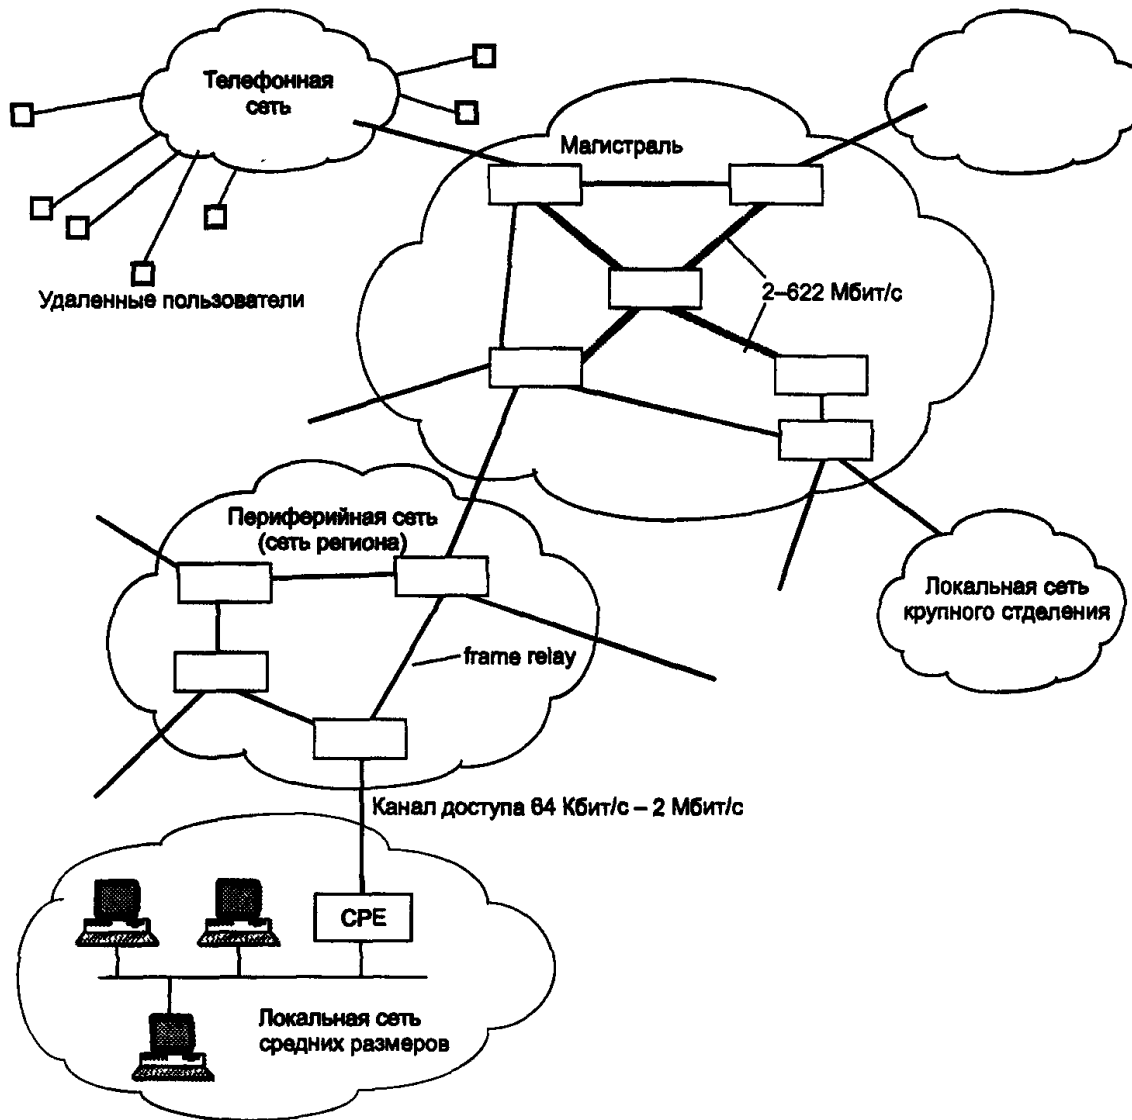 Телефонная
сеть
Магистраль
2–622 Мбит/с
Удаленные пользователи
Периферийная сеть
(сеть региона)
Локальная сеть
крупного стделения
frame relay
Канал доступа 64 Кбит/с – 2 Мбит/с
CPE
Локальная сеть
средних размеров